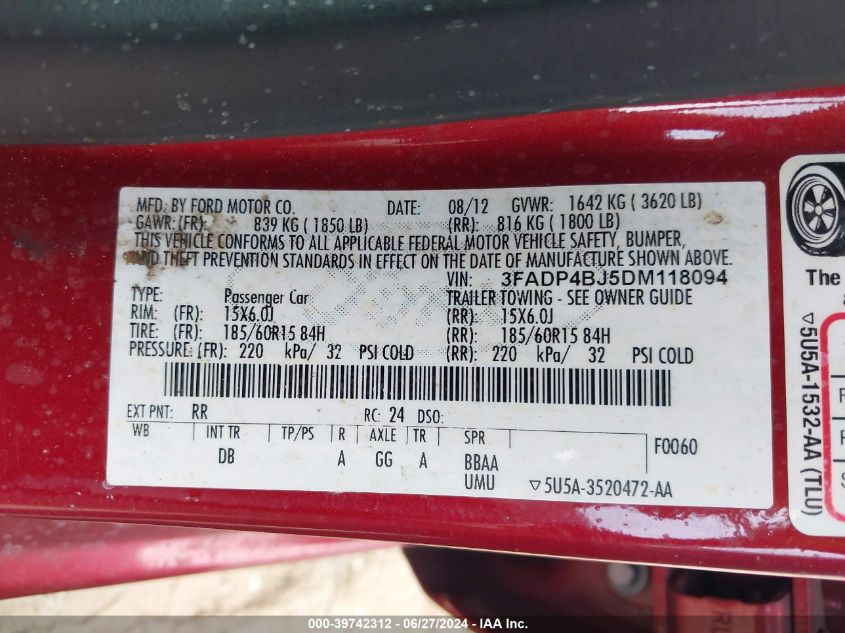 MFD. BY FORD MOTOR CO. DATE: 08/12 GVWR: 1642 KG ( 3620 LB)
GAWR: (FR): 839 KG ( 1850 LB) (RR): 816 KG ( 1800 LB)
THIS VEHICLE CONFORMS TO ALL APPLICABLE FEDERAL MOTOR VEHICLE SAFETY, BUMPER,
AND THEFT PREVENTION STANDARDS IN EFFECT ON THE DATE OF MANUFACTURE SHOWN ABOVE.
VIN: 3FADP4BJ5DM118094
TYPE: Passenger Car TRAILER TOWING - SEE OWNER GUIDE
RIM: (FR): 15X6.0J (RR): 15X6.0J
TIRE: (FR): 185/60R15 84H (RR): 185/60R15 84H
PRESSURE: (FR): 220 kPa/ 32 PSI COLD (RR): 220 kPa/ 32 PSI COLD
EXT PNT: RR RC: 24 DSO:
WB INT TR TP/PS R AXLE TR SPR F0060
DB A GG A BBAA
UMU ▽5U5A-3520472-AA
The
▽5U5A-1532-AA (TLU)
000-39742312 - 06/27/2024 - IAAI, Inc.